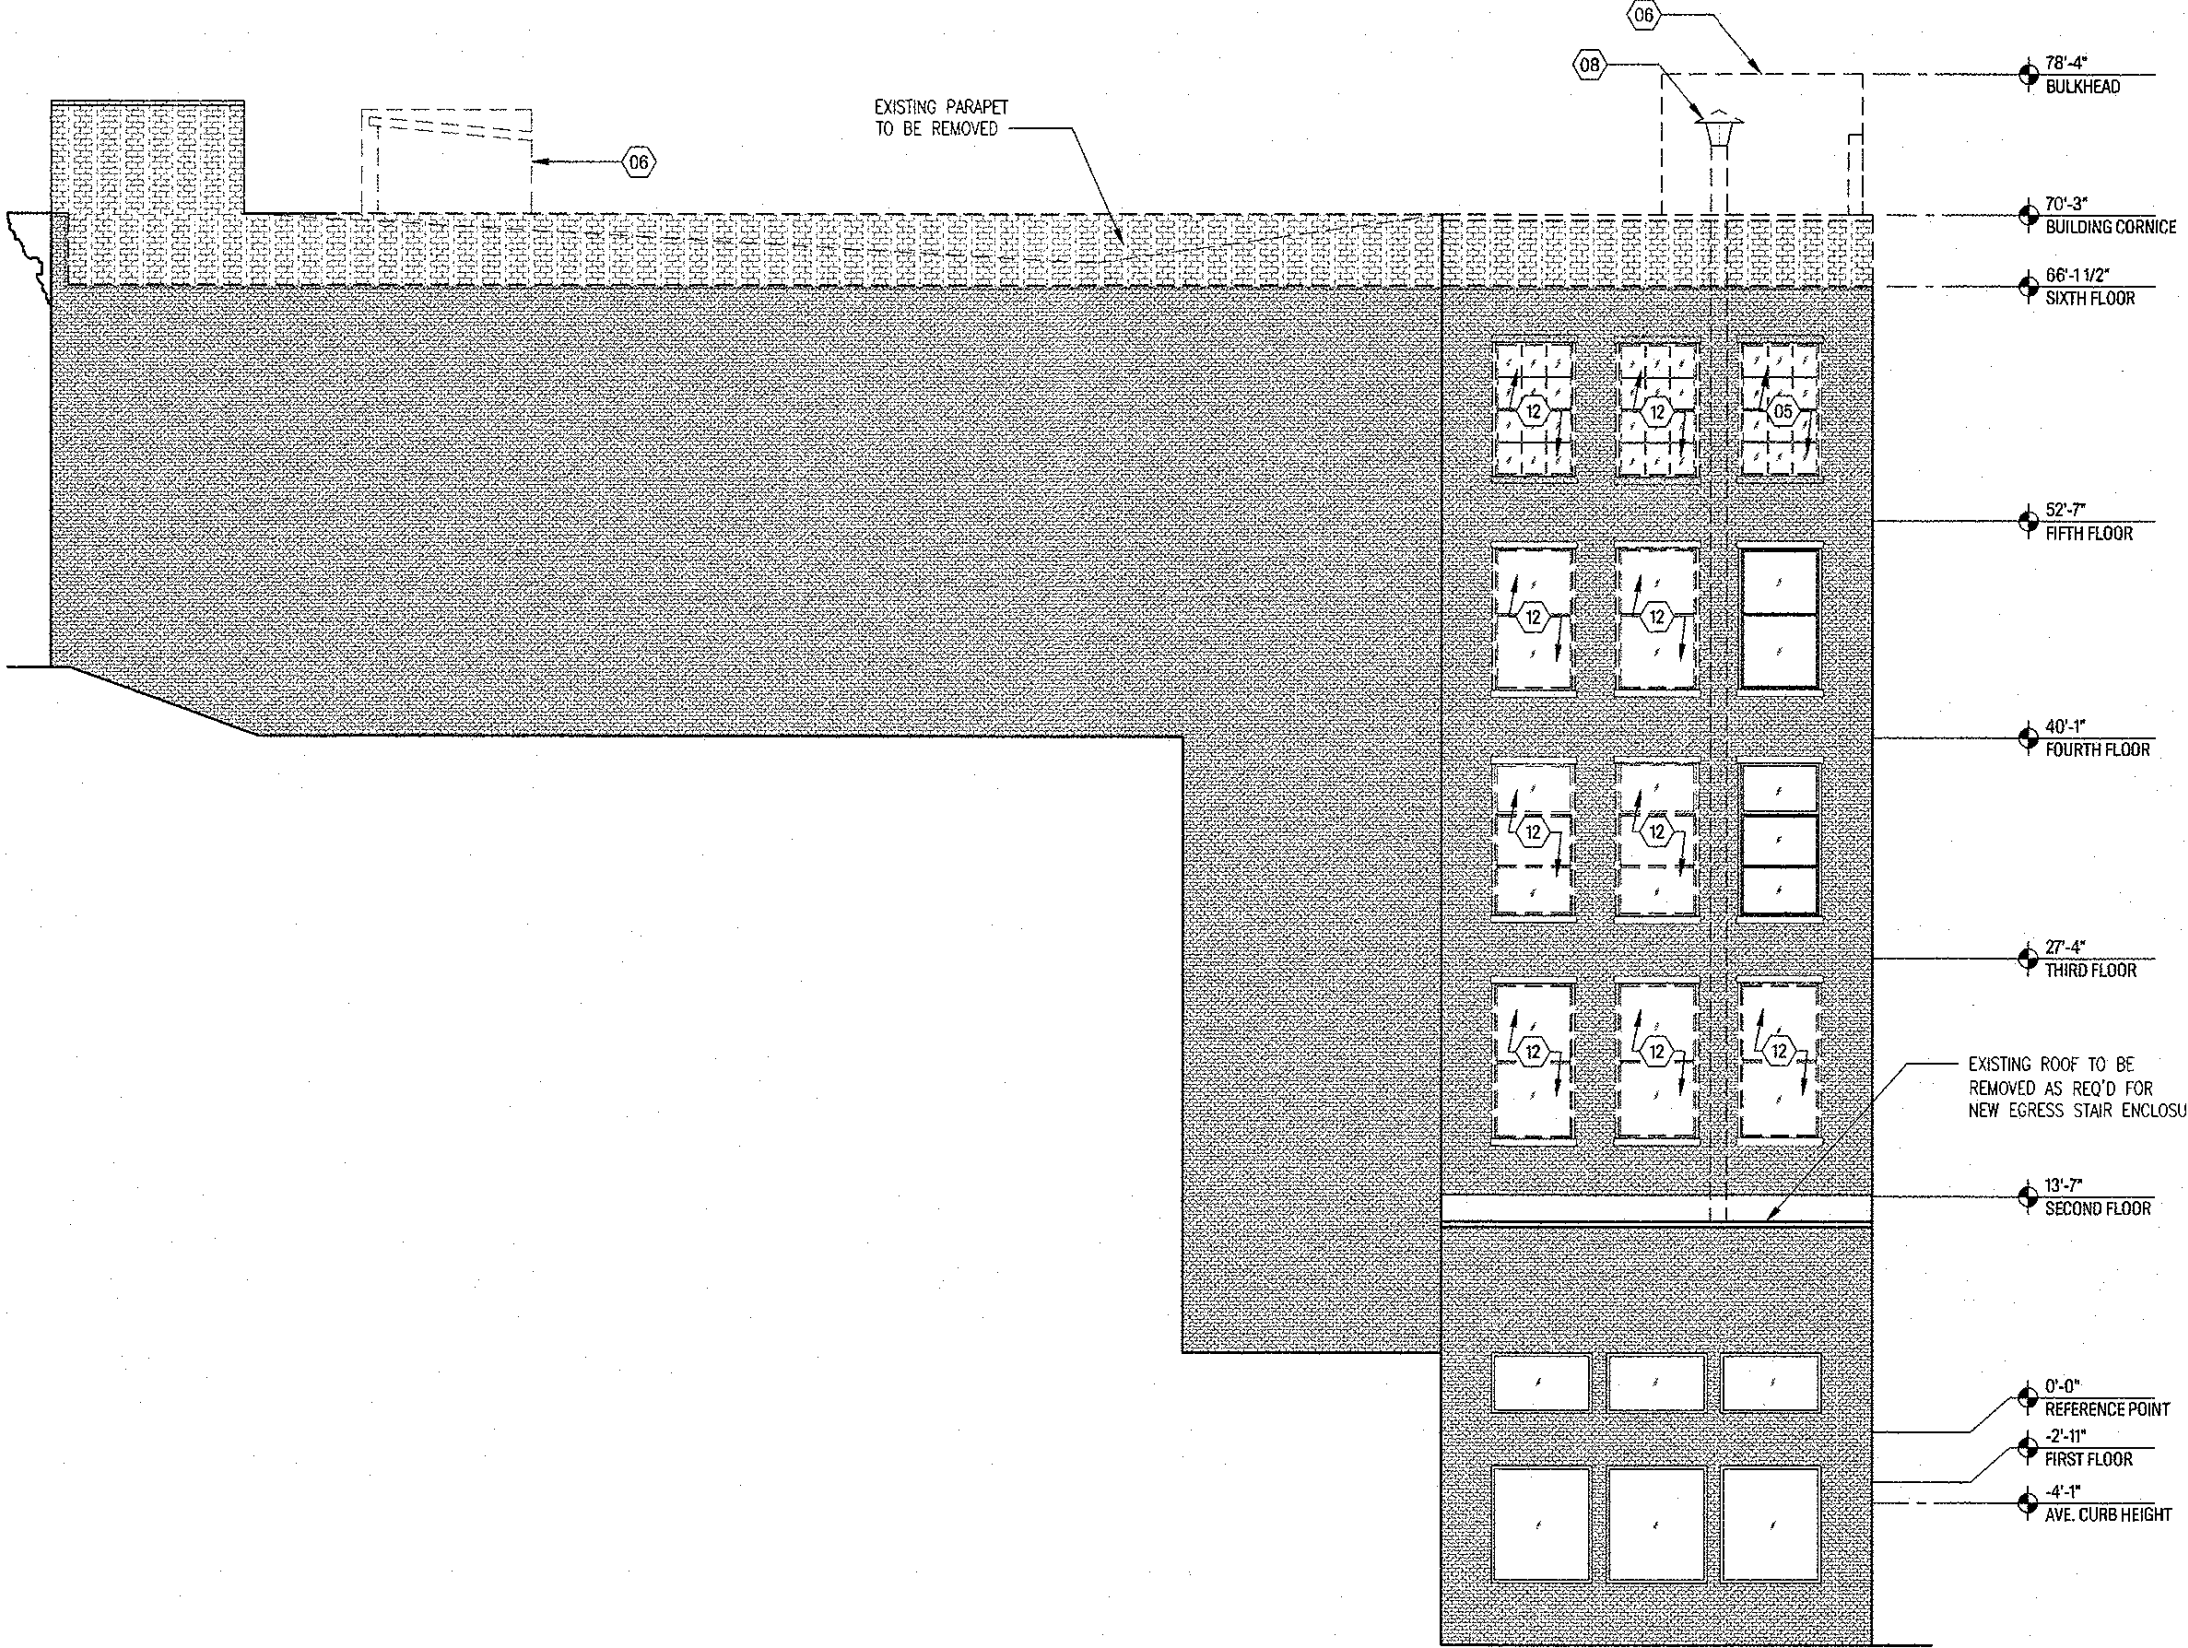 06
08
78'-4"
BULKHEAD
EXISTING PARAPET
TO BE REMOVED
06
70'-3"
BUILDING CORNICE
66'-1 1/2"
SIXTH FLOOR
12
12
05
52'-7"
FIFTH FLOOR
12
12
40'-1"
FOURTH FLOOR
12
12
27'-4"
THIRD FLOOR
12
12
12
EXISTING ROOF TO BE
REMOVED AS REQ'D FOR
NEW EGRESS STAIR ENCLOSU
13'-7"
SECOND FLOOR
0'-0"
REFERENCE POINT
-2'-11"
FIRST FLOOR
-4'-1"
AVE. CURB HEIGHT